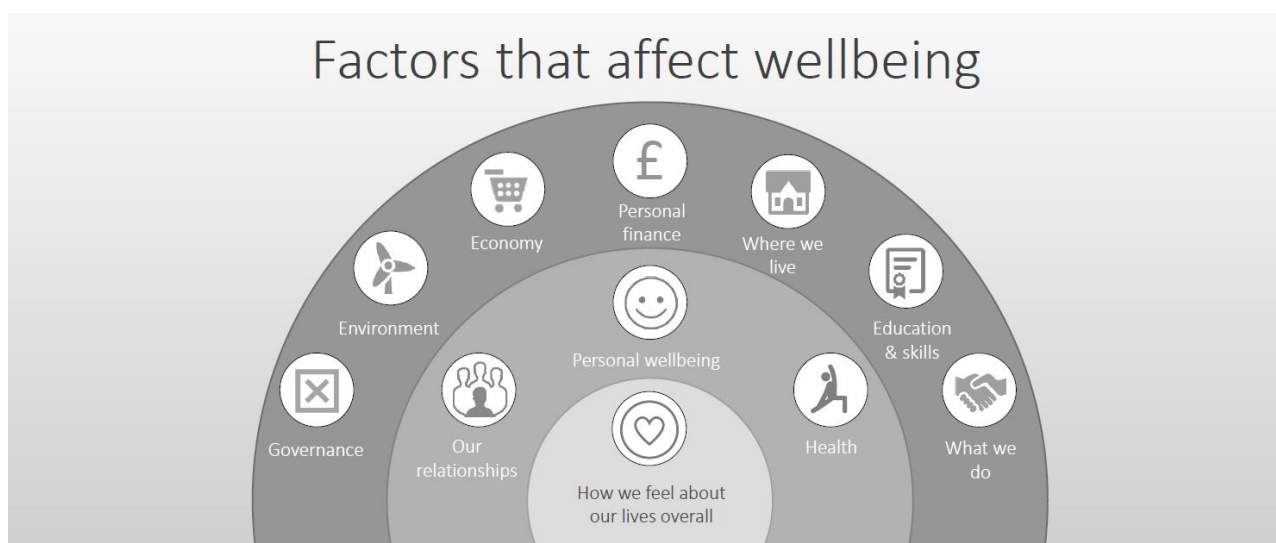 Factors that affect wellbeing
£
Personal
finance
Economy
Where we
live
Environment
Education
& skills
Governance
What we
do
Personal wellbeing
Our
relationships
Health
How we feel about
our lives overall